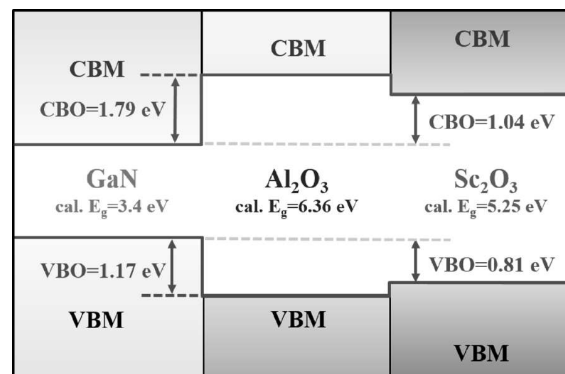 CBM
CBO=1.79 eV
GaN
cal. Eg=3.4 eV
VBO=1.17 eV
VBM
CBM
Al2O3
cal. Eg=6.36 eV
VBM
CBM
CBO=1.04 eV
Sc2O3
cal. Eg=5.25 eV
VBO=0.81 eV
VBM